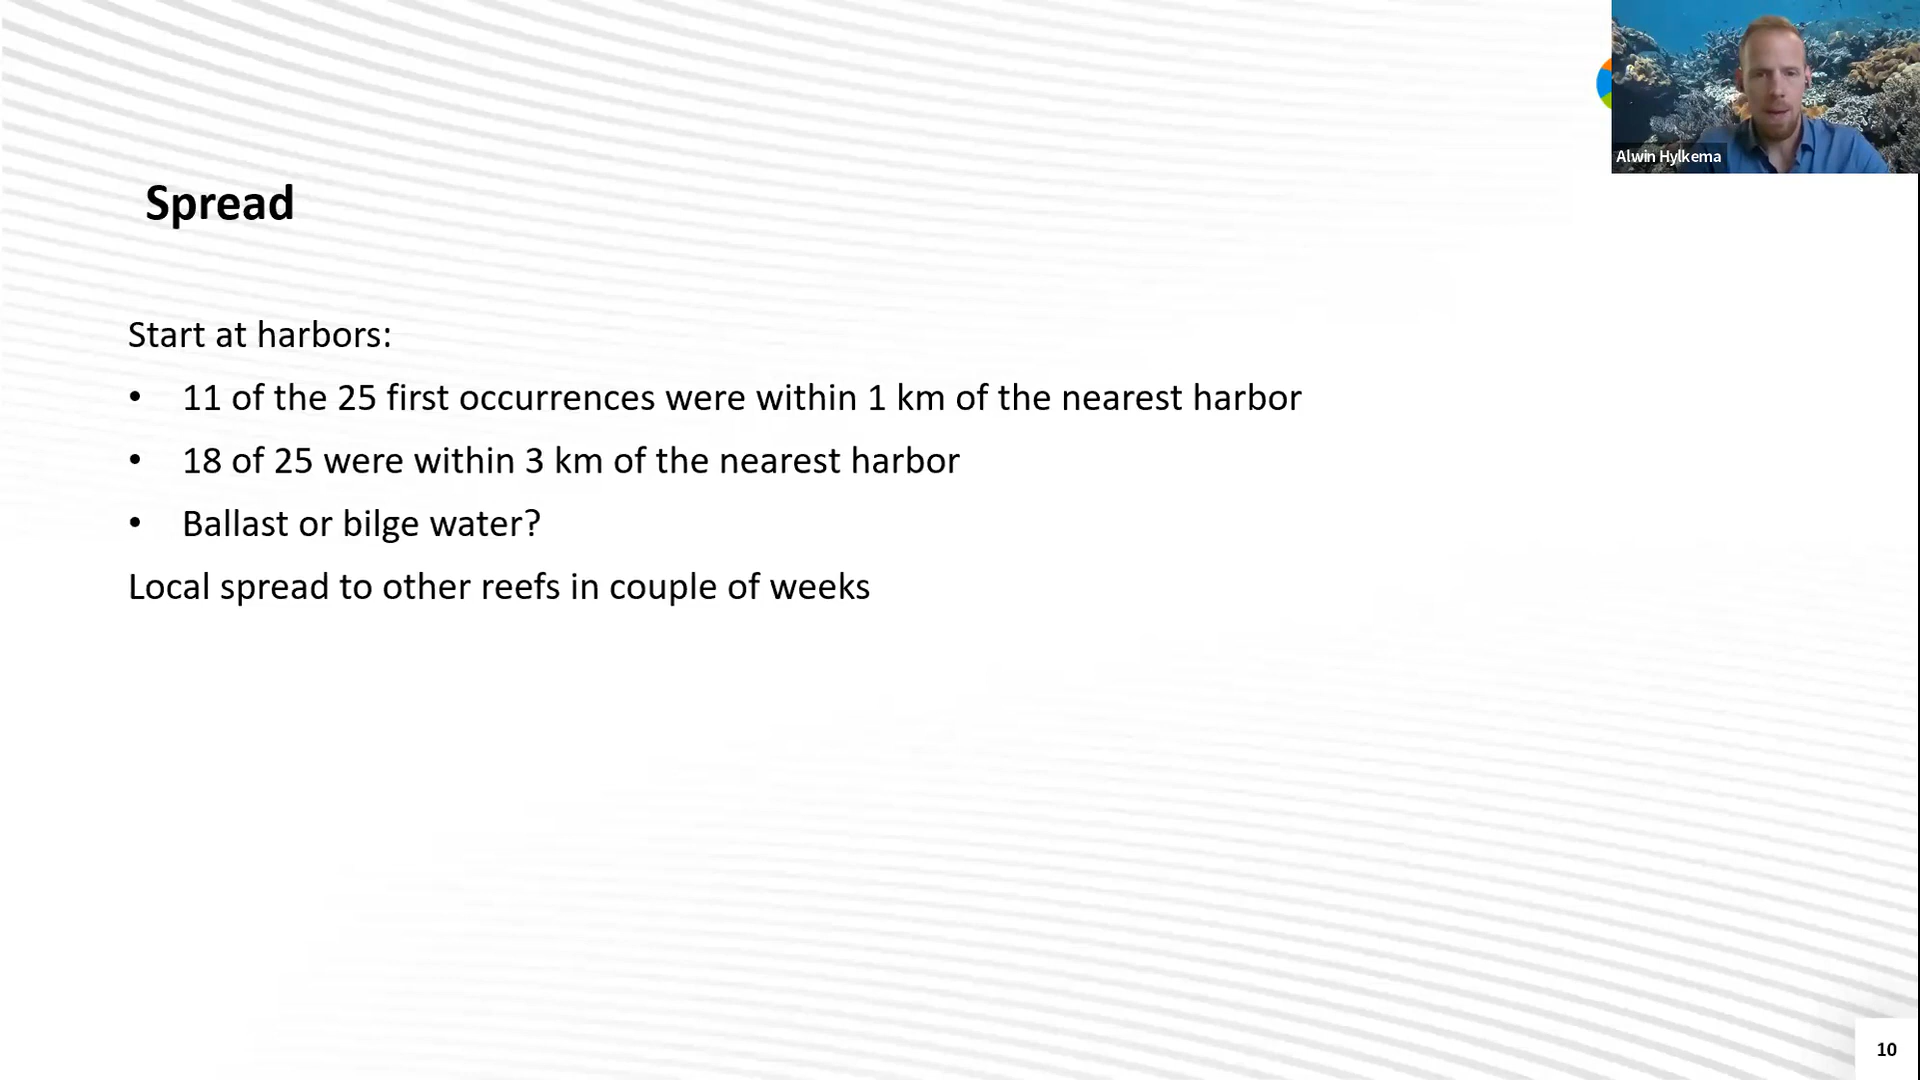 Alwin Hylkema
Spread
Start at harbors:
• 11 of the 25 first occurrences were within 1 km of the nearest harbor
• 18 of 25 were within 3 km of the nearest harbor
• Ballast or bilge water?
Local spread to other reefs in couple of weeks
10